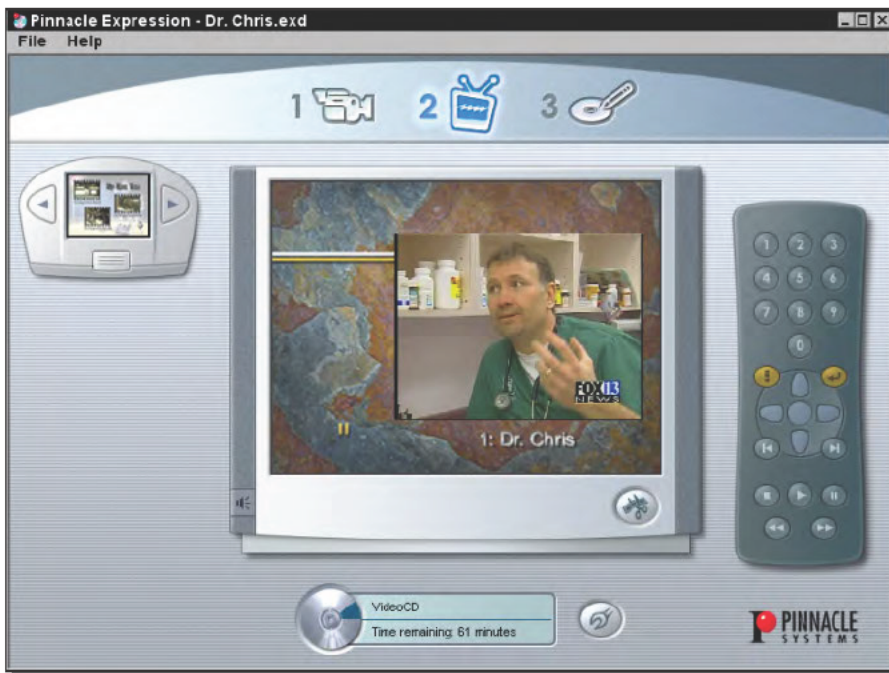 Pinnacle Expression - Dr. Chris.exd
File Help
1 2 3
FOX 13
NEWS
1: Dr. Chris
1 2 3
4 5 6
7 8 9
0
VideoCD
Time remaining: 61 minutes
PINNACLE
SYSTEMS